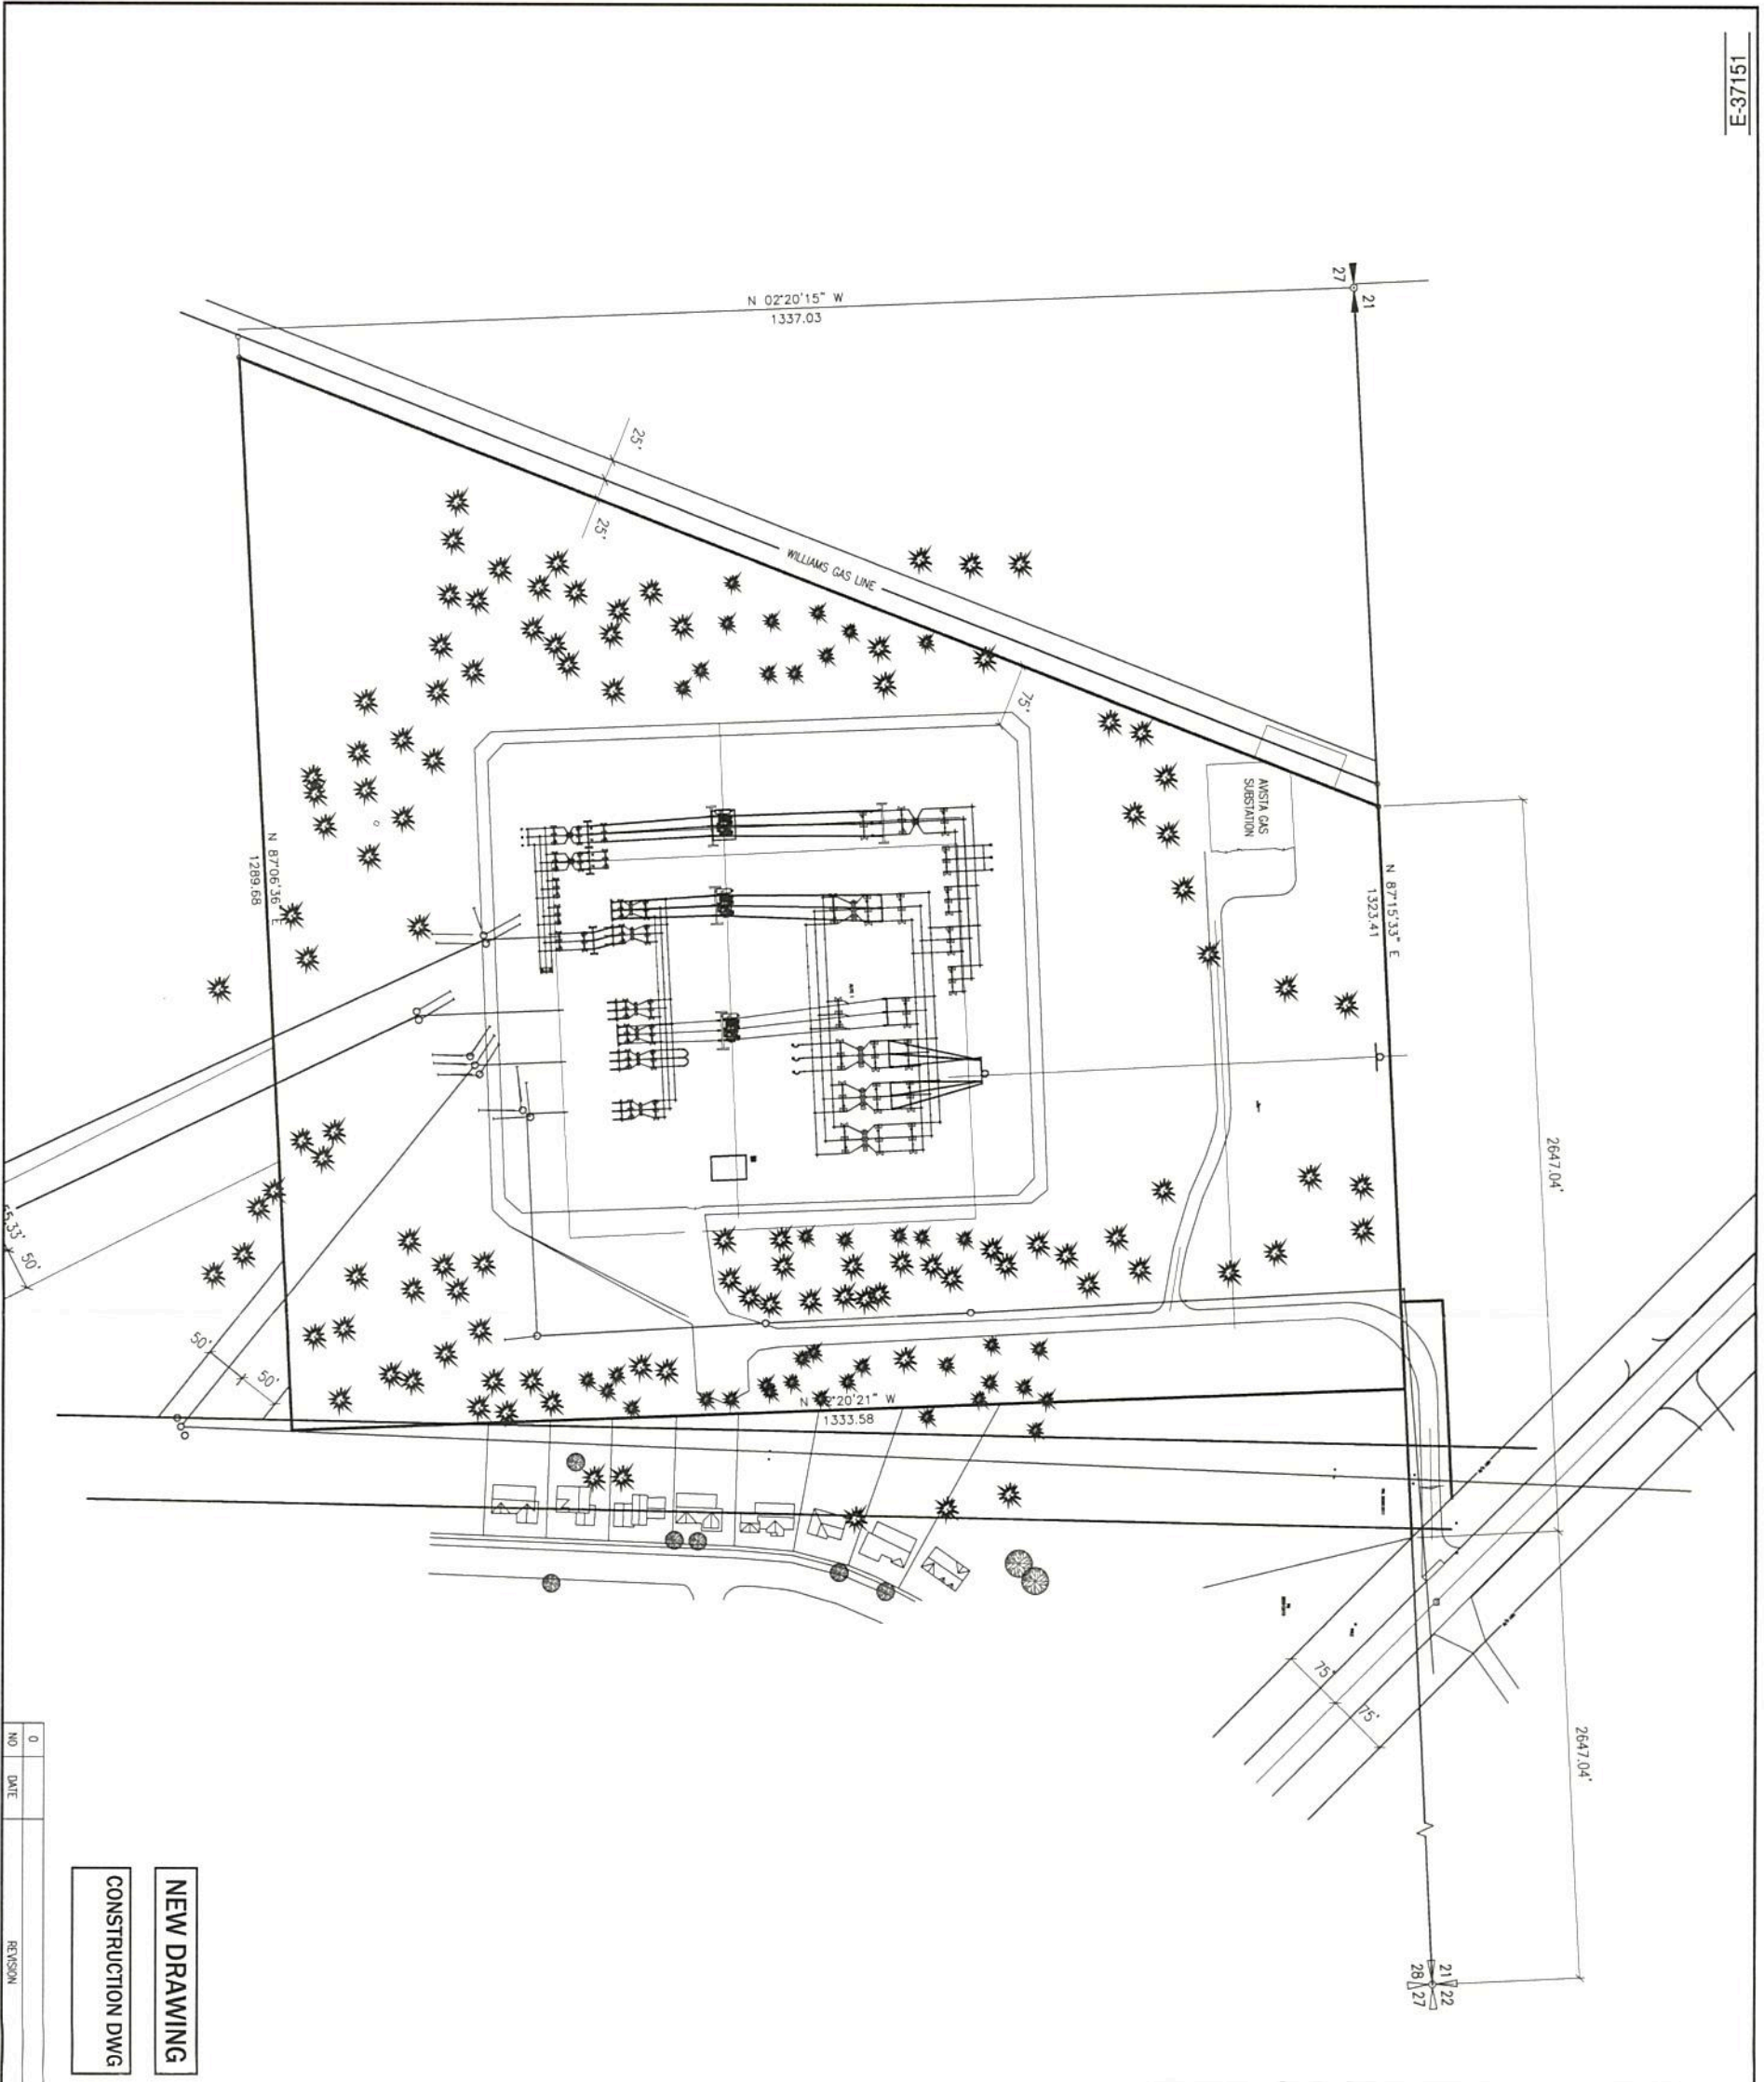 E-37151
27
21
N 02°20'15" W
1337.03
25'
25'
WILLIAMS GAS LINE
75'
AVISTA GAS
SUBSTATION
N 87°15'33" E
1323.41
N 87°06'36" E
1289.68
2647.04'
50'
50'
50'
20'21" W
1333.58
75'
75'
2647.04'
21 22
28 27
0
NO DATE REVISION
NEW DRAWING
CONSTRUCTION DWG